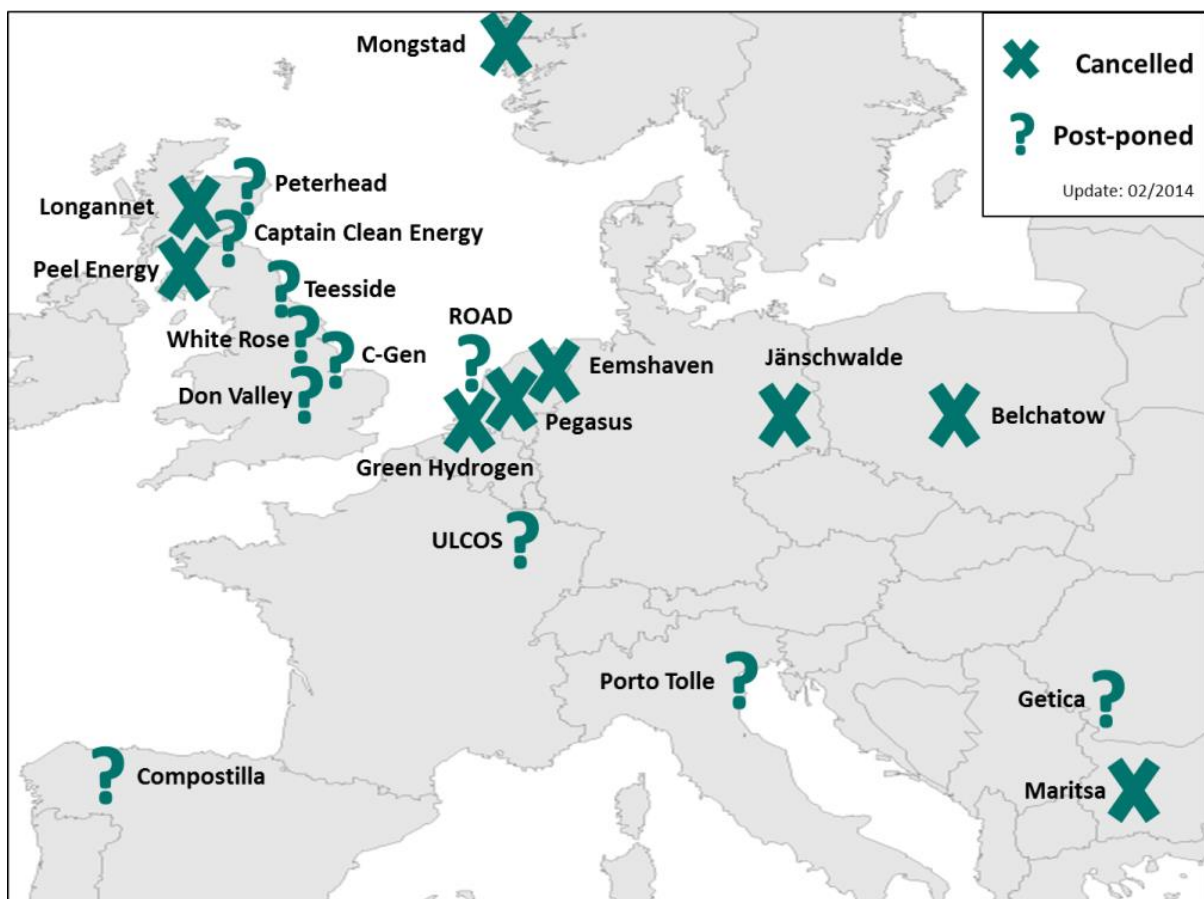 Mongstad
Cancelled
Post-poned
Update: 02/2014
Peterhead
Longannet
Captain Clean Energy
Peel Energy
Teesside
ROAD
White Rose
C-Gen
Eemshaven
Jänschwalde
Don Valley
Pegasus
Belchatow
Green Hydrogen
ULCOS
Porto Tolle
Getica
Compostilla
Maritsa